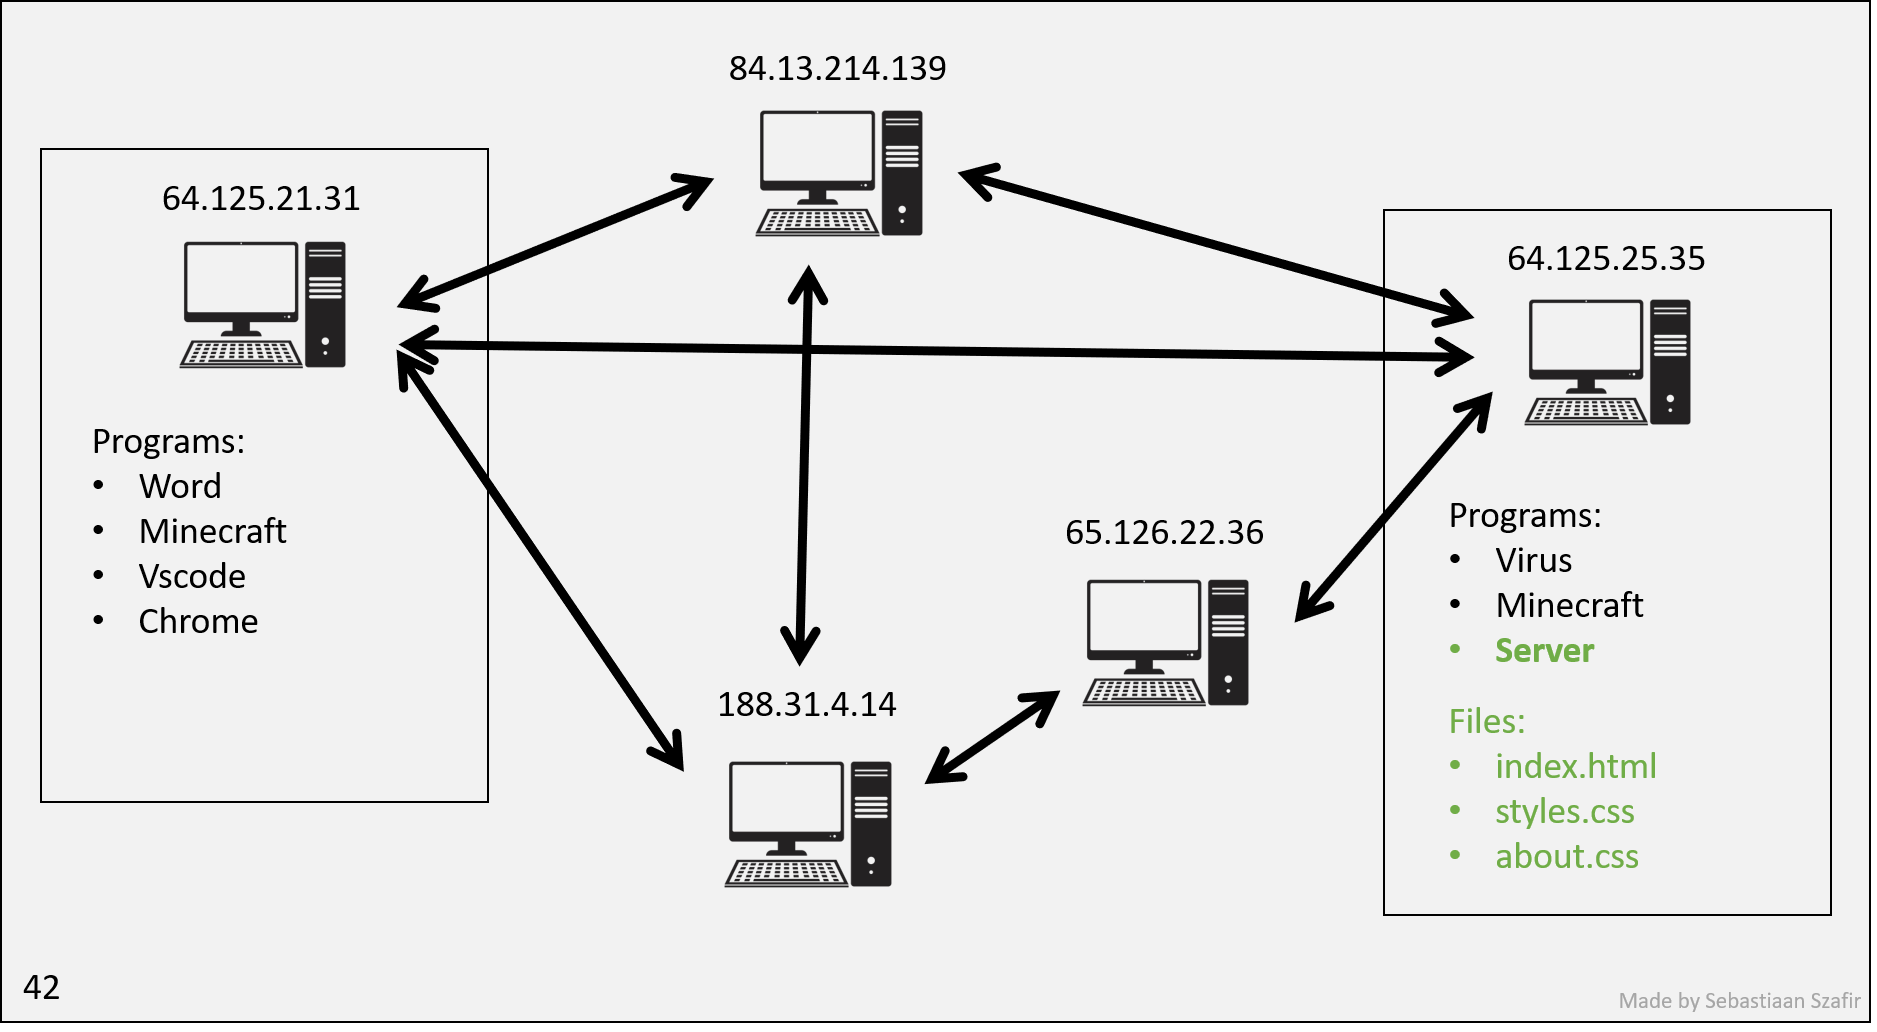 84.13.214.139
64.125.21.31
Programs:
• Word
• Minecraft
• Vscode
• Chrome
64.125.25.35
Programs:
• Virus
• Minecraft
• Server
Files:
• index.html
• styles.css
• about.css
65.126.22.36
188.31.4.14
42
Made by Sebastiaan Szafir